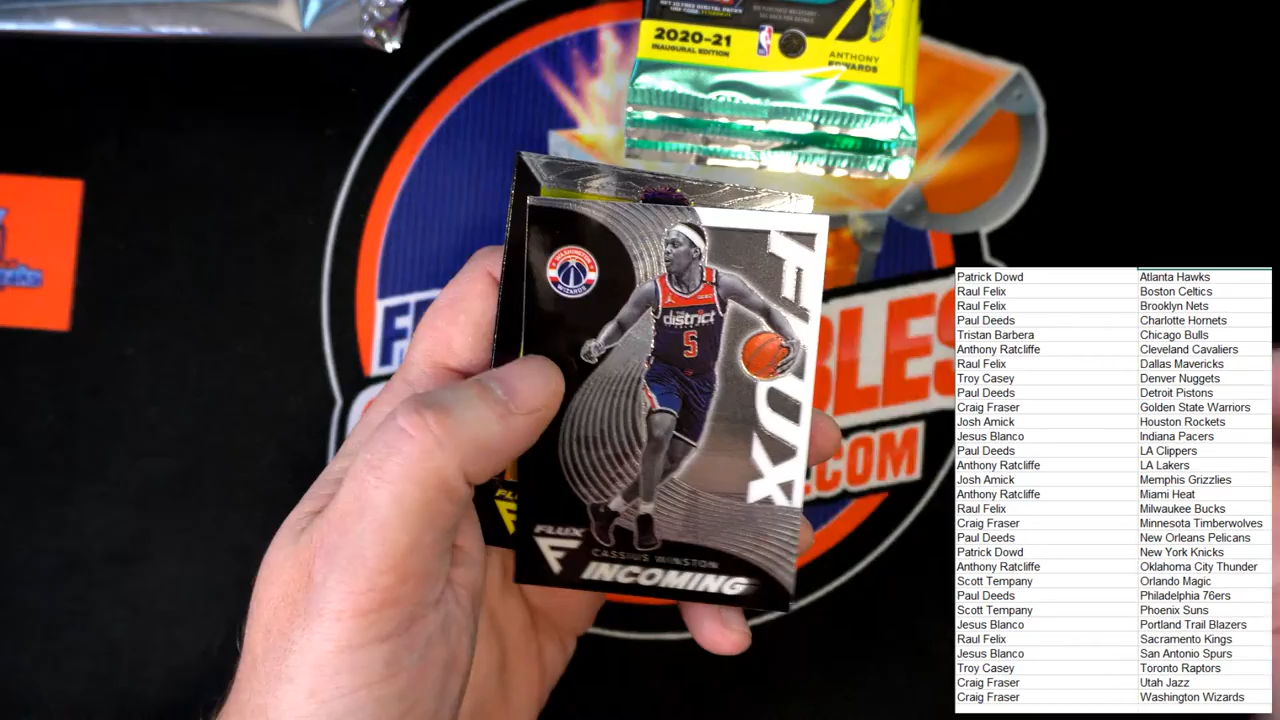 2020-21
INAUGURAL EDITION
ANTHONY
EDWARDS
WASHINGTON
WIZARDS
FLUX
district
5
FLUX
CASSIUS WINSTON
INCOMING
.COM
Patrick Dowd Atlanta Hawks
Raul Felix Boston Celtics
Raul Felix Brooklyn Nets
Paul Deeds Charlotte Hornets
Tristan Barbera Chicago Bulls
Anthony Ratcliffe Cleveland Cavaliers
Raul Felix Dallas Mavericks
Troy Casey Denver Nuggets
Paul Deeds Detroit Pistons
Craig Fraser Golden State Warriors
Josh Amick Houston Rockets
Jesus Blanco Indiana Pacers
Paul Deeds LA Clippers
Anthony Ratcliffe LA Lakers
Josh Amick Memphis Grizzlies
Anthony Ratcliffe Miami Heat
Raul Felix Milwaukee Bucks
Craig Fraser Minnesota Timberwolves
Paul Deeds New Orleans Pelicans
Patrick Dowd New York Knicks
Anthony Ratcliffe Oklahoma City Thunder
Scott Tempany Orlando Magic
Paul Deeds Philadelphia 76ers
Scott Tempany Phoenix Suns
Jesus Blanco Portland Trail Blazers
Raul Felix Sacramento Kings
Jesus Blanco San Antonio Spurs
Troy Casey Toronto Raptors
Craig Fraser Utah Jazz
Craig Fraser Washington Wizards